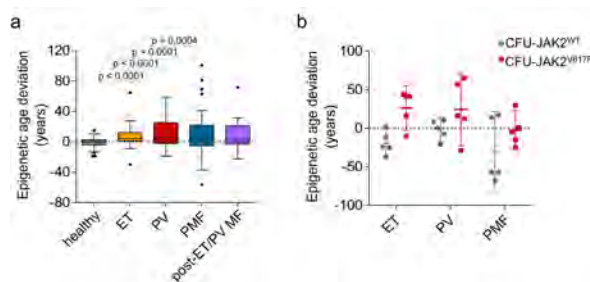 a
p = 0.0004
p < 0.0001
p < 0.0001
p < 0.0001
Epigenetic age deviation
(years)
120
80
40
0
-40
-80
healthy
ET
PV
PMF
post-ET/PV MF
b
CFU-JAK2WT
CFU-JAK2V617F
Epigenetic age deviation
(years)
100
50
0
-50
-100
ET
PV
PMF